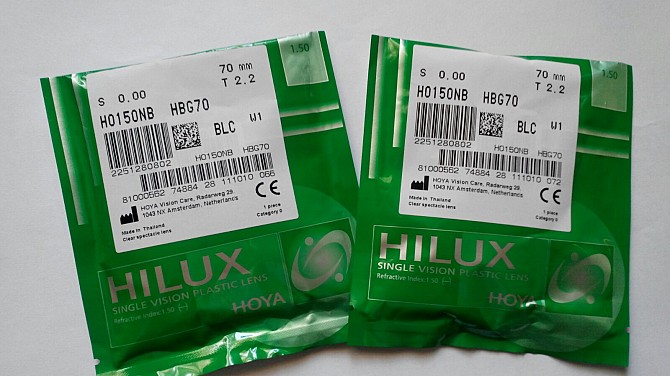 1.50
S 0.00 70 mm
T 2.2
HO150NB HBG70
BLC W1
2251280802
HO150NB HBG70
81000562 74884 28 111010 066
HOYA Vision Care, Radarweg 29
1043 NX Amsterdam, Netherlands
CE
Made in Thailand
Clear spectacle lens
1 piece
Category 0
HILUX
SINGLE VISION PLASTIC LENS
Refractive Index:1.50
HOYA
1.50
S 0.00 70 mm
T 2.2
HO150NB HBG70
BLC W1
2251280802
HO150NB HBG70
81000562 74884 28 111010 072
HOYA Vision Care, Radarweg 29,
1043 NX Amsterdam, Netherlands
CE
Made in Thailand
Clear spectacle lens
1 piece
Category 0
HILUX
SINGLE VISION PLASTIC LENS
Refractive Index:1.50
HOYA